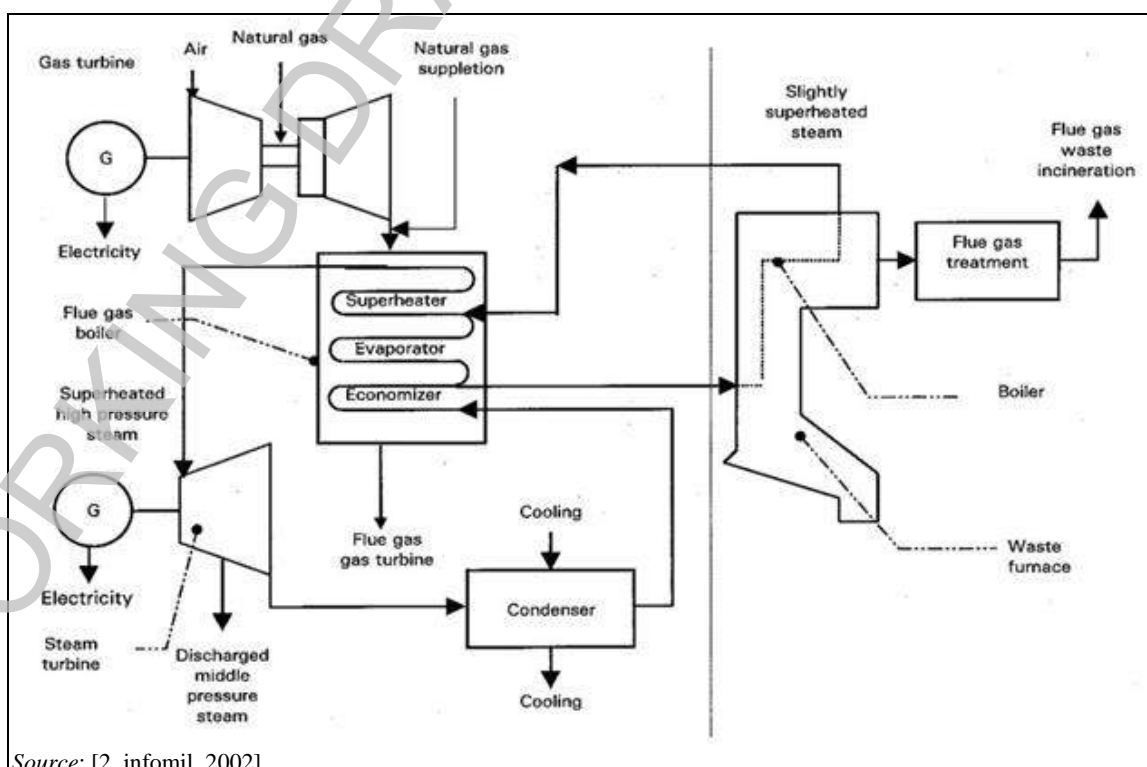 Natural gas
Air
Gas turbine
Natural gas
suppletion
G
Electricity
Slightly
superheated
steam
Flue gas
waste
incineration
Flue gas
treatment
Superheater
Evaporator
Economizer
Flue gas
boiler
Superheated
high pressure
steam
Boiler
G
Electricity
Flue gas
gas turbine
Cooling
Condenser
Cooling
Waste
furnace
Steam
turbine
Discharged
middle
pressure
steam
Source: [2, infomil, 2002]
ORKING DRA